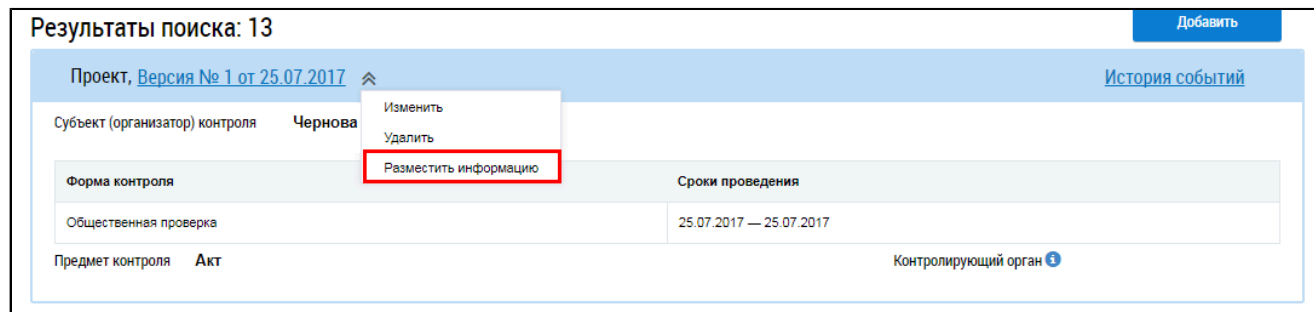 Результаты поиска: 13
Добавить
Проект, Версия № 1 от 25.07.2017
История событий
Изменить
Субъект (организатор) контроля Чернова
Удалить
Разместить информацию
Форма контроля Сроки проведения
Общественная проверка 25.07.2017 — 25.07.2017
Предмет контроля Акт Контролирующий орган